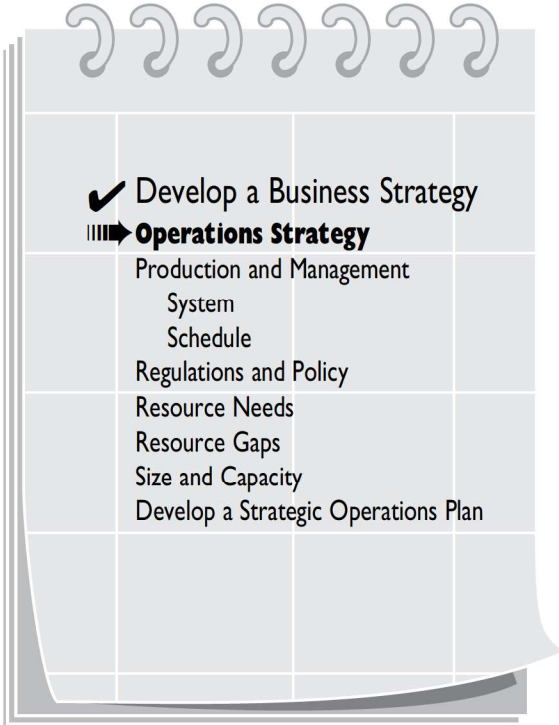 Develop a Business Strategy
Operations Strategy
Production and Management
System
Schedule
Regulations and Policy
Resource Needs
Resource Gaps
Size and Capacity
Develop a Strategic Operations Plan